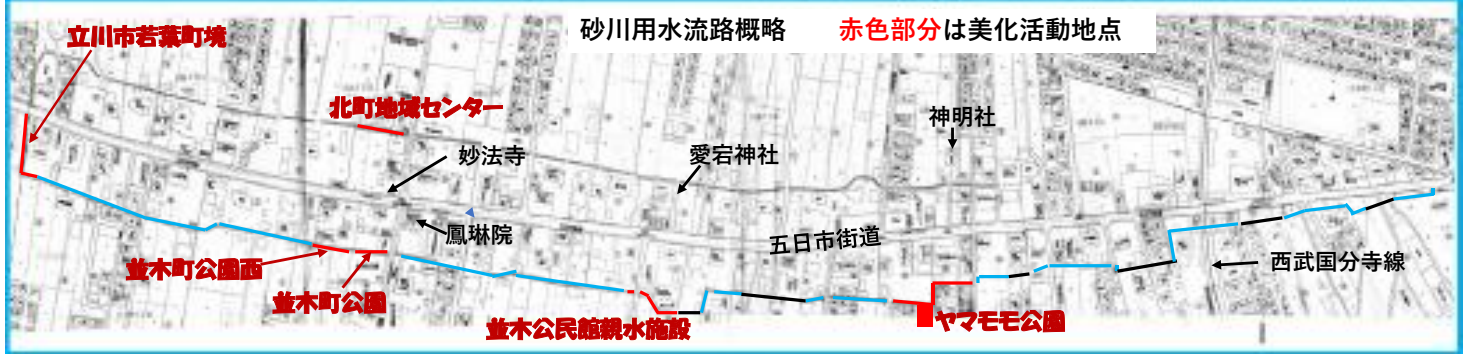 砂川用水流路概略 赤色部分は美化活動地点
立川市若葉町境
北町地域センター
神明社
妙法寺
愛宕神社
鳳琳院
五日市街道
西武国分寺線
並木町公園西
並木町公園
並木公民館親水施設
ヤマモモ公園